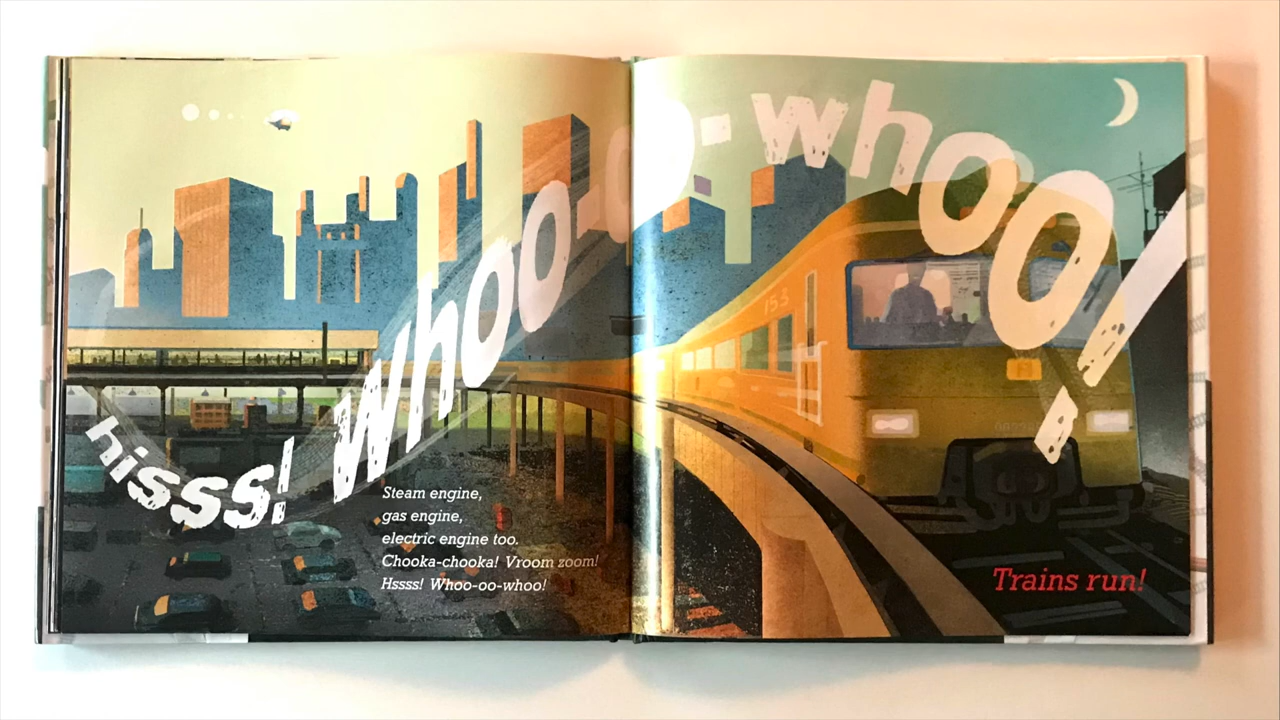 hisss! Whoo-oo-whoo!
Steam engine,
gas engine,
electric engine too.
Chooka-chooka! Vroom zoom!
Hssss! Whoo-oo-whoo!
153
Trains run!